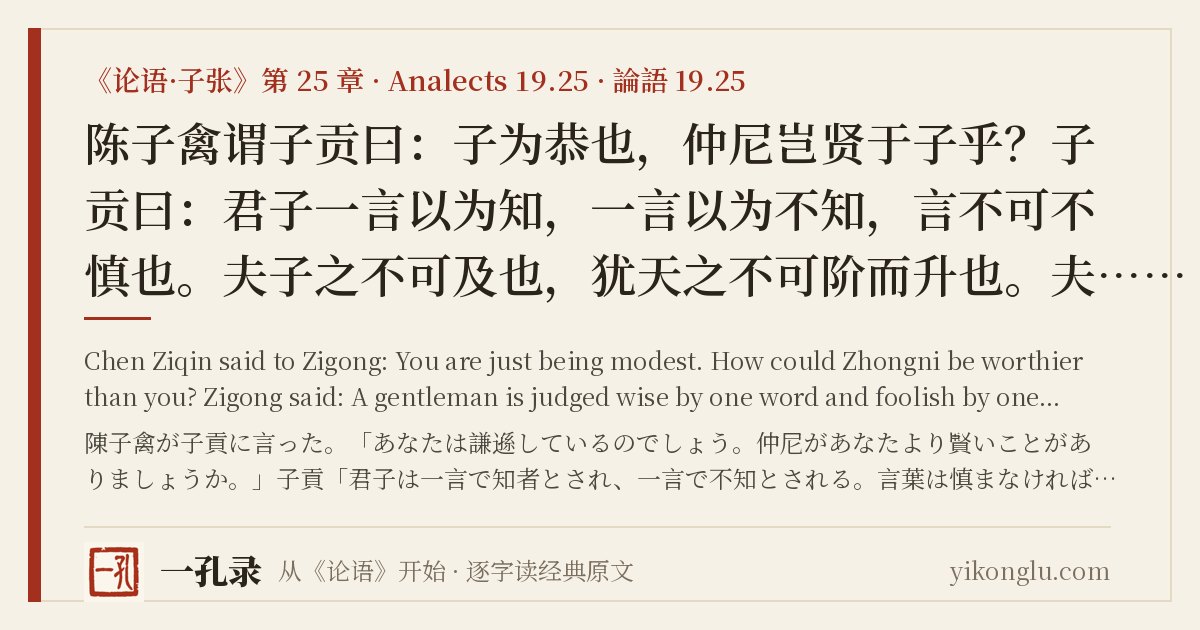 《论语·子张》第 25 章 · Analects 19.25 · 論語 19.25
陈子禽谓子贡曰：子为恭也，仲尼岂贤于子乎？子
贡曰：君子一言以为知，一言以为不知，言不可不
慎也。夫子之不可及也，犹天之不可阶而升也。夫……
Chen Ziqin said to Zigong: You are just being modest. How could Zhongni be worthier
than you? Zigong said: A gentleman is judged wise by one word and foolish by one...
陳子禽が子貢に言った。「あなたは謙遜しているのでしょう。仲尼があなたより賢いことがあ
りましょうか。」子貢「君子は一言で知者とされ、一言で不知とされる。言葉は慎まなければ…
一孔
一孔录 从《论语》开始 · 逐字读经典原文 yikonglu.com